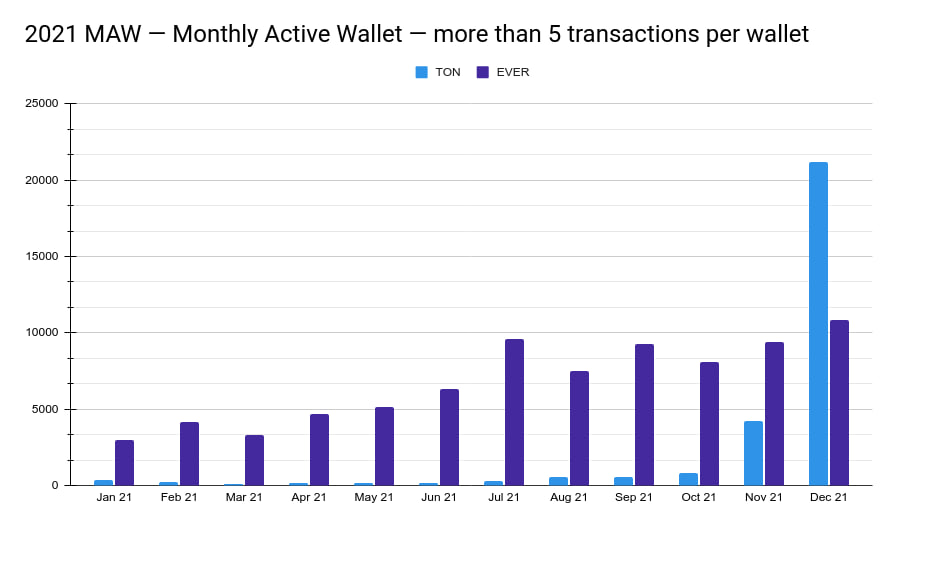 2021 MAW — Monthly Active Wallet — more than 5 transactions per wallet
TON EVER
25000
20000
15000
10000
5000
0
Jan 21 Feb 21 Mar 21 Apr 21 May 21 Jun 21 Jul 21 Aug 21 Sep 21 Oct 21 Nov 21 Dec 21